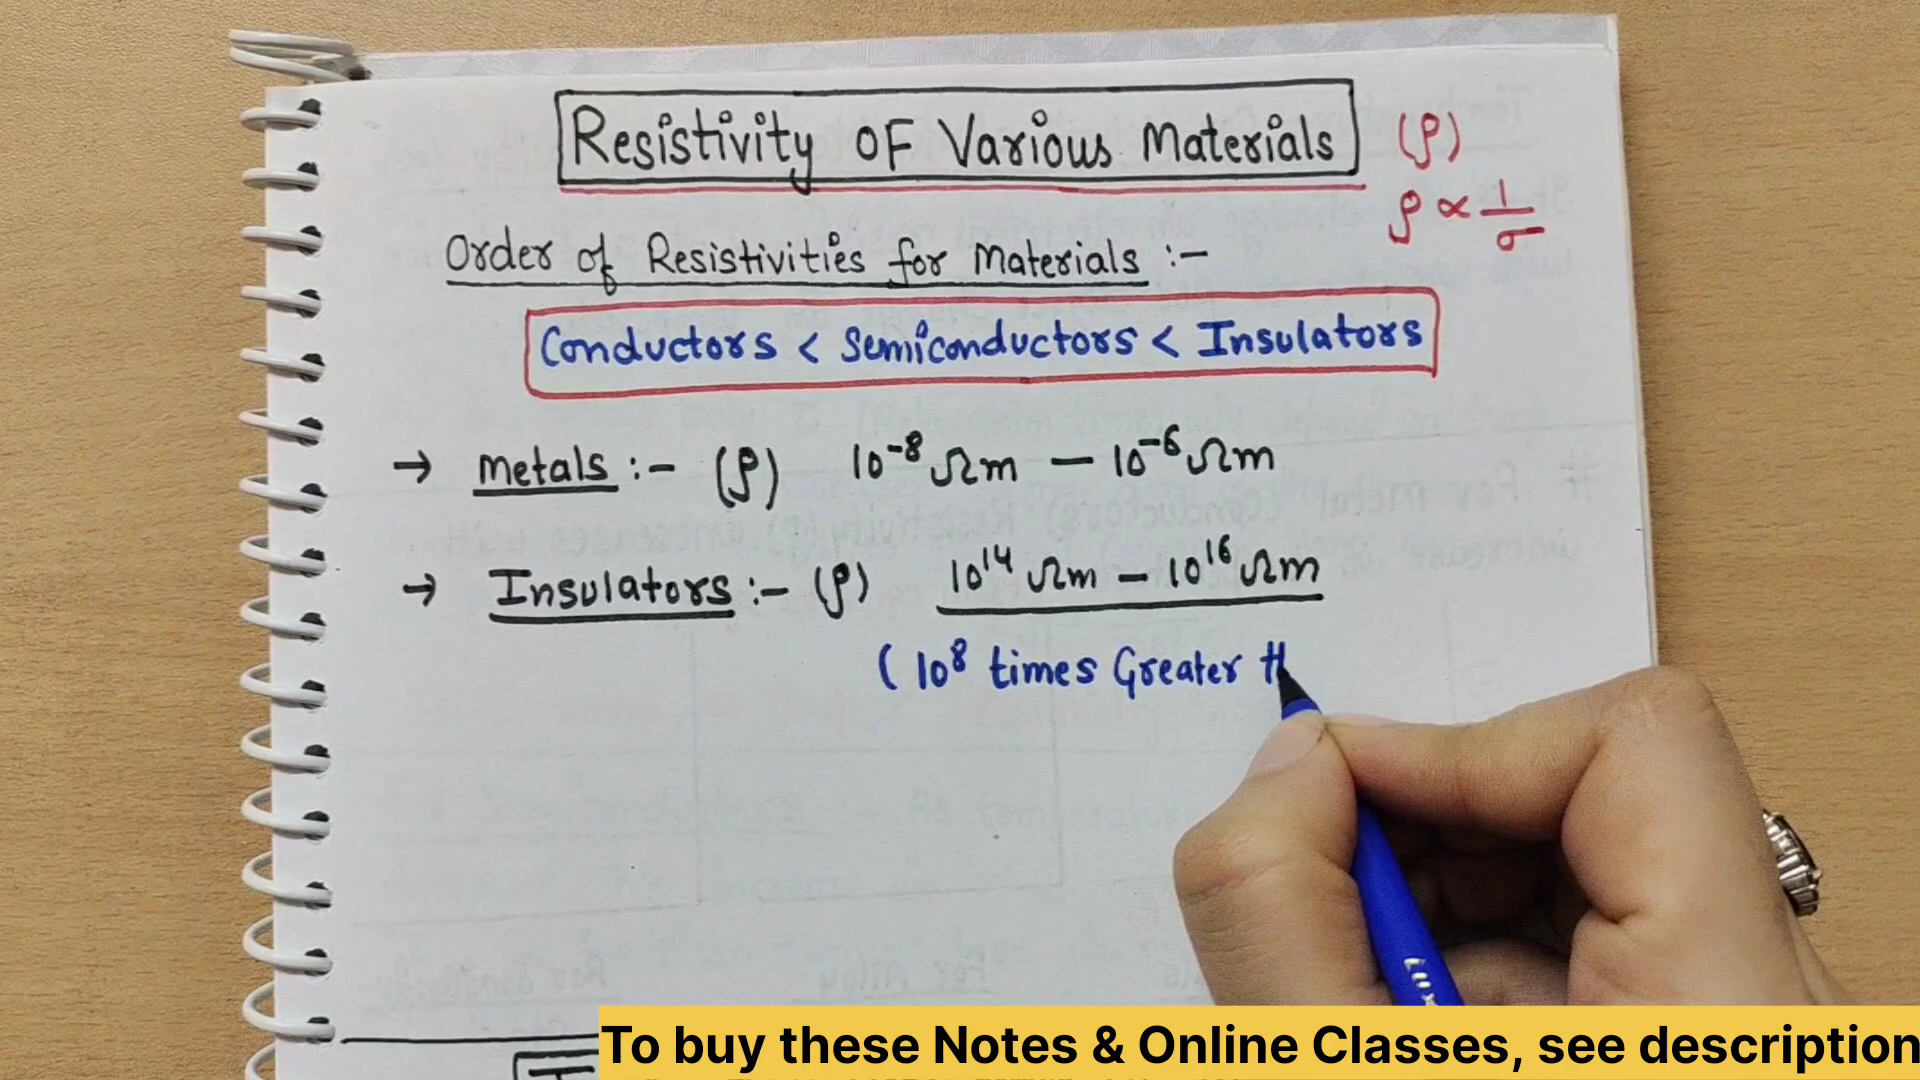 Resistivity OF Various Materials (ρ)
ρ ∝ 1/σ
Order of Resistivities for Materials :-
Conductors < Semiconductors < Insulators
→ Metals :- (ρ) 10⁻⁸ Ωm — 10⁻⁶ Ωm
→ Insulators :- (ρ) 10¹⁴ Ωm — 10¹⁶ Ωm
(10⁸ times Greater th
To buy these Notes & Online Classes, see description